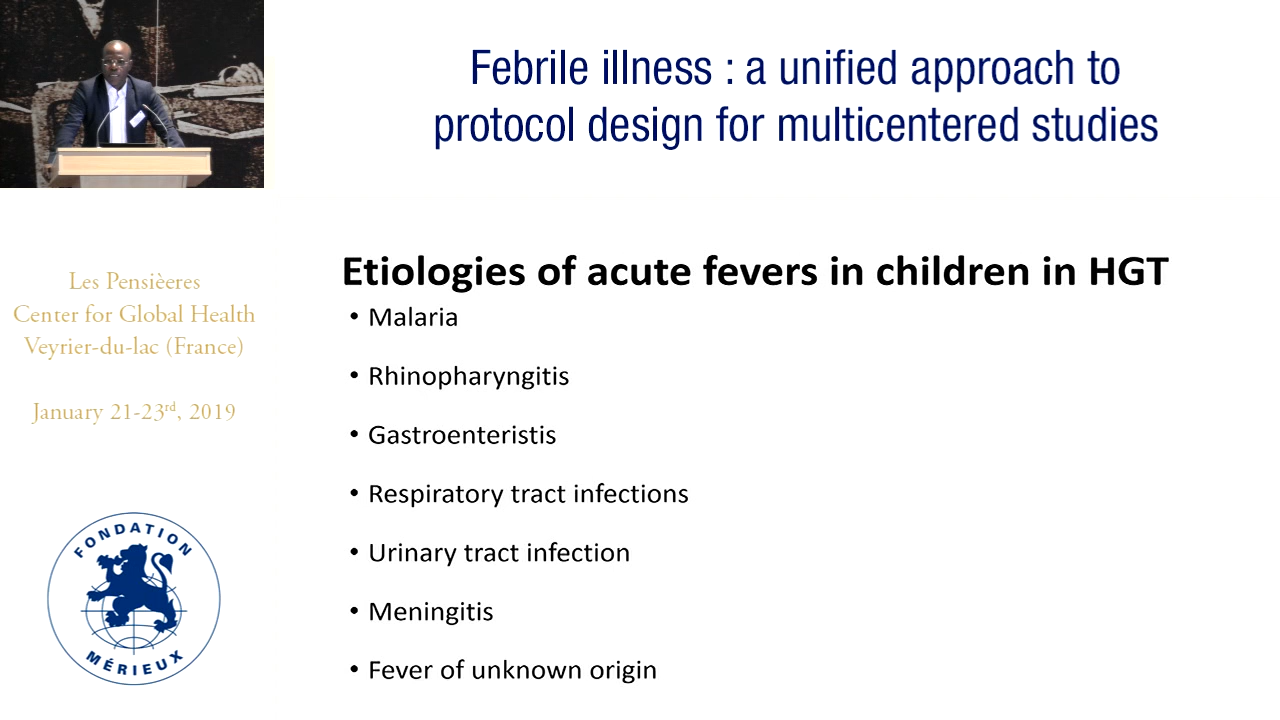 Febrile illness : a unified approach to
protocol design for multicentered studies
Les Pensièeres
Center for Global Health
Veyrier-du-lac (France)
January 21-23rd, 2019
FONDATION
MÉRIEUX
Etiologies of acute fevers in children in HGT
• Malaria
• Rhinopharyngitis
• Gastroenteristis
• Respiratory tract infections
• Urinary tract infection
• Meningitis
• Fever of unknown origin